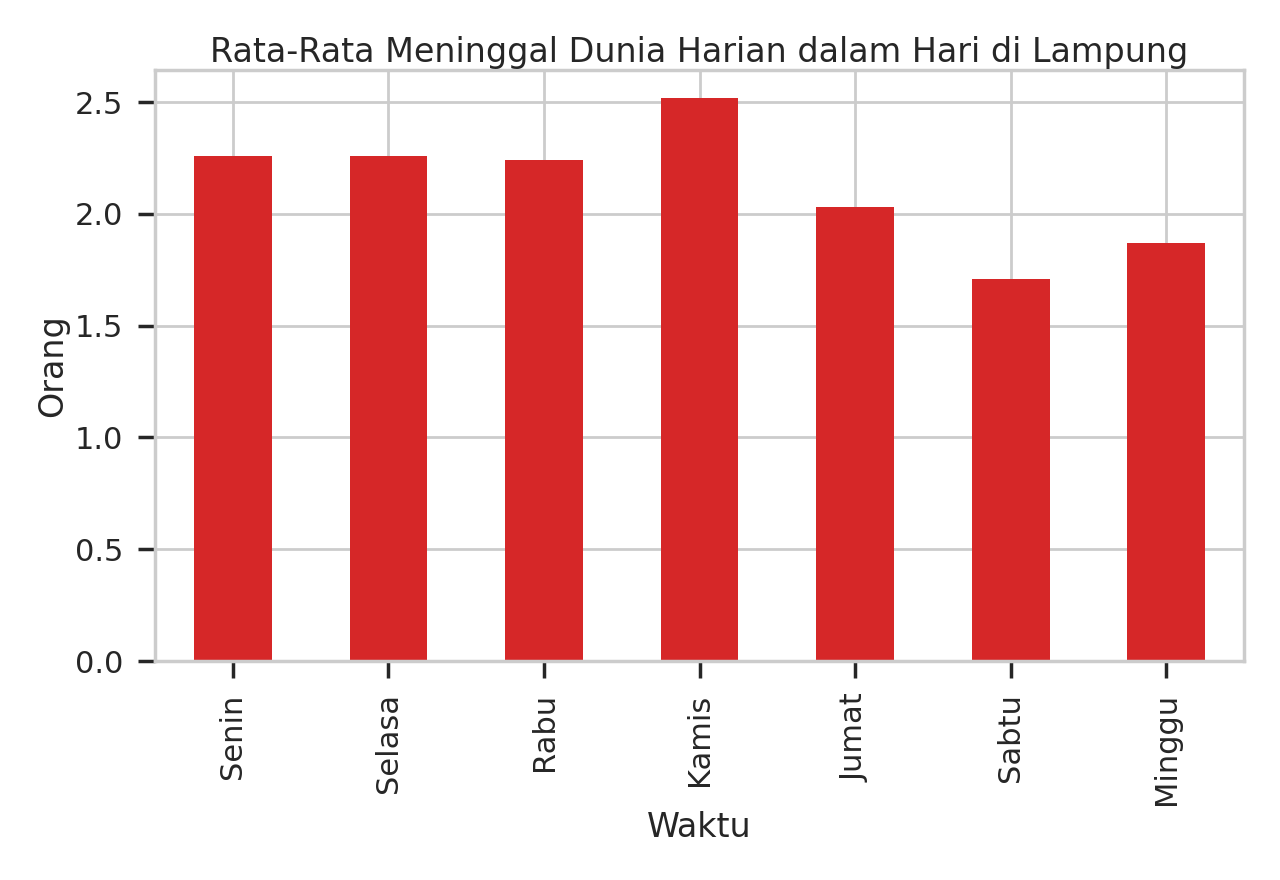 Rata-Rata Meninggal Dunia Harian dalam Hari di Lampung
2.5
2.0
1.5
1.0
0.5
0.0
Orang
Senin
Selasa
Rabu
Kamis
Jumat
Sabtu
Minggu
Waktu